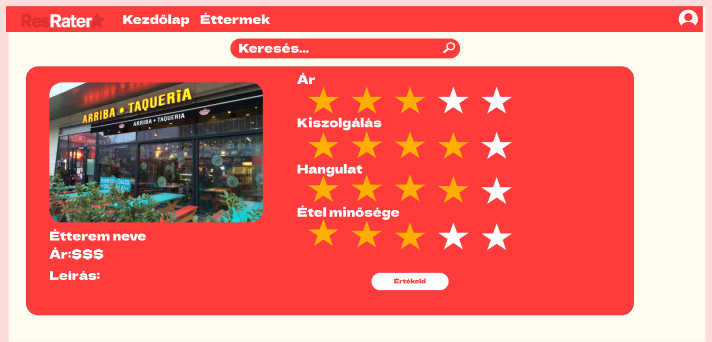 ResRater Kezdőlap Éttermek
Keresés...
ARRIBA • TAQUERiA
ARRIBA • TAQUERIA
Ár
Kiszolgálás
Hangulat
Étel minősége
Étterem neve
Ár:$$$
Leírás:
Értékeld